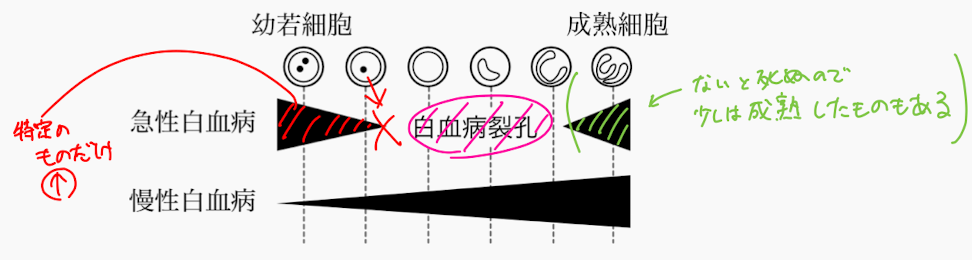 幼若細胞
成熟細胞
急性白血病
白血病裂孔
慢性白血病
特定の
ものだけ
↑
ないと死ぬので
少しは成熟したものもある